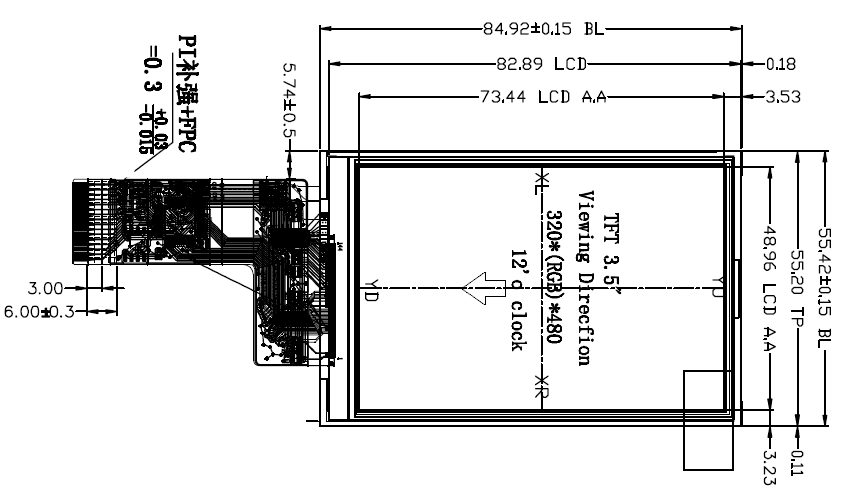 84.92±0.15 BL
82.89 LCD
0.18
73.44 LCD A.A
3.53
5.74±0.5
PI补强+FPC
=0.3 +0.03
-0.015
XL
TFT 3.5"
Viewing Direcfion
320*(RGB)*480
12'c clock
YD
YU
XR
48.96 LCD A.A
55.20 TP
55.42±0.15 BL
3.00
6.00±0.3
0.11
3.23